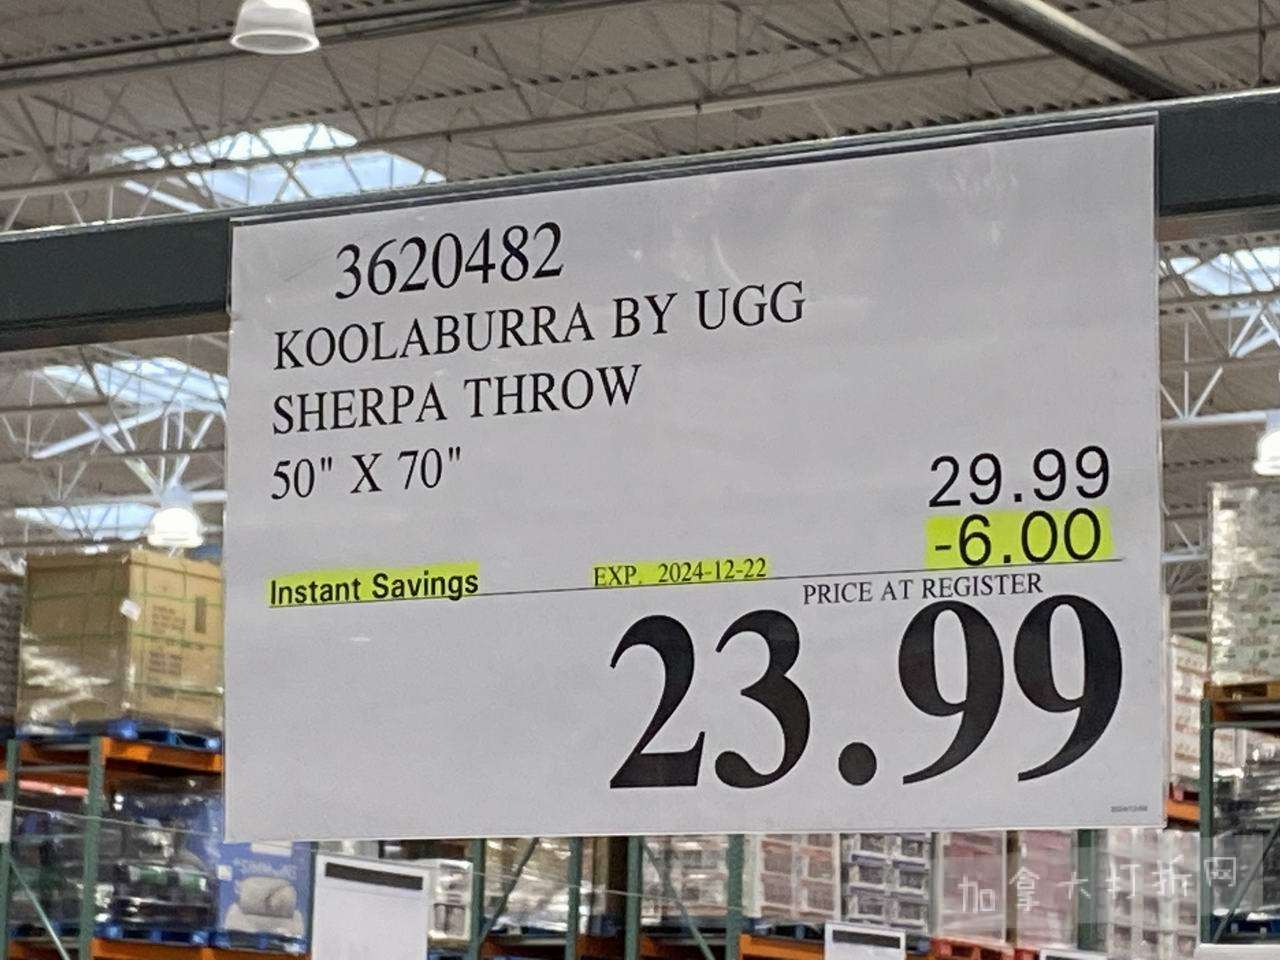 3620482
KOOLABURRA BY UGG
SHERPA THROW
50" X 70"
29.99
-6.00
Instant Savings
EXP. 2024-12-22
PRICE AT REGISTER
23.99
加拿大打折网